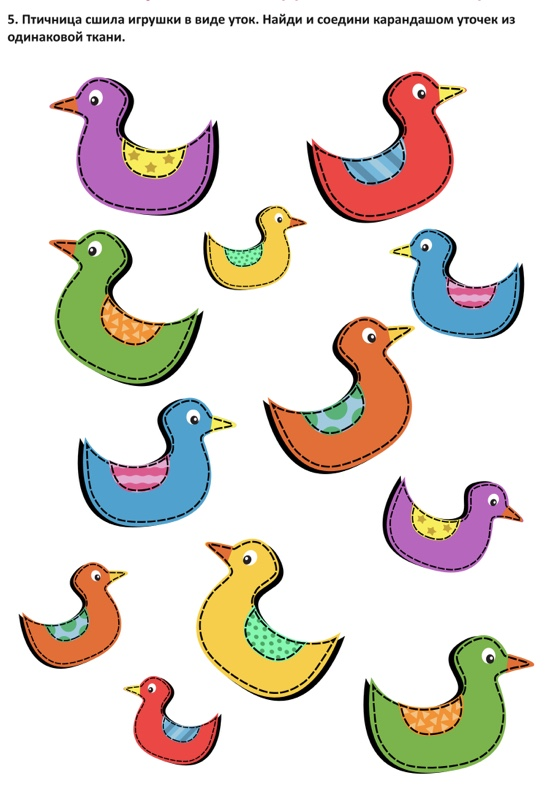 5. Птичница сшила игрушки в виде уток. Найди и соедини карандашом уточек из
одинаковой ткани.